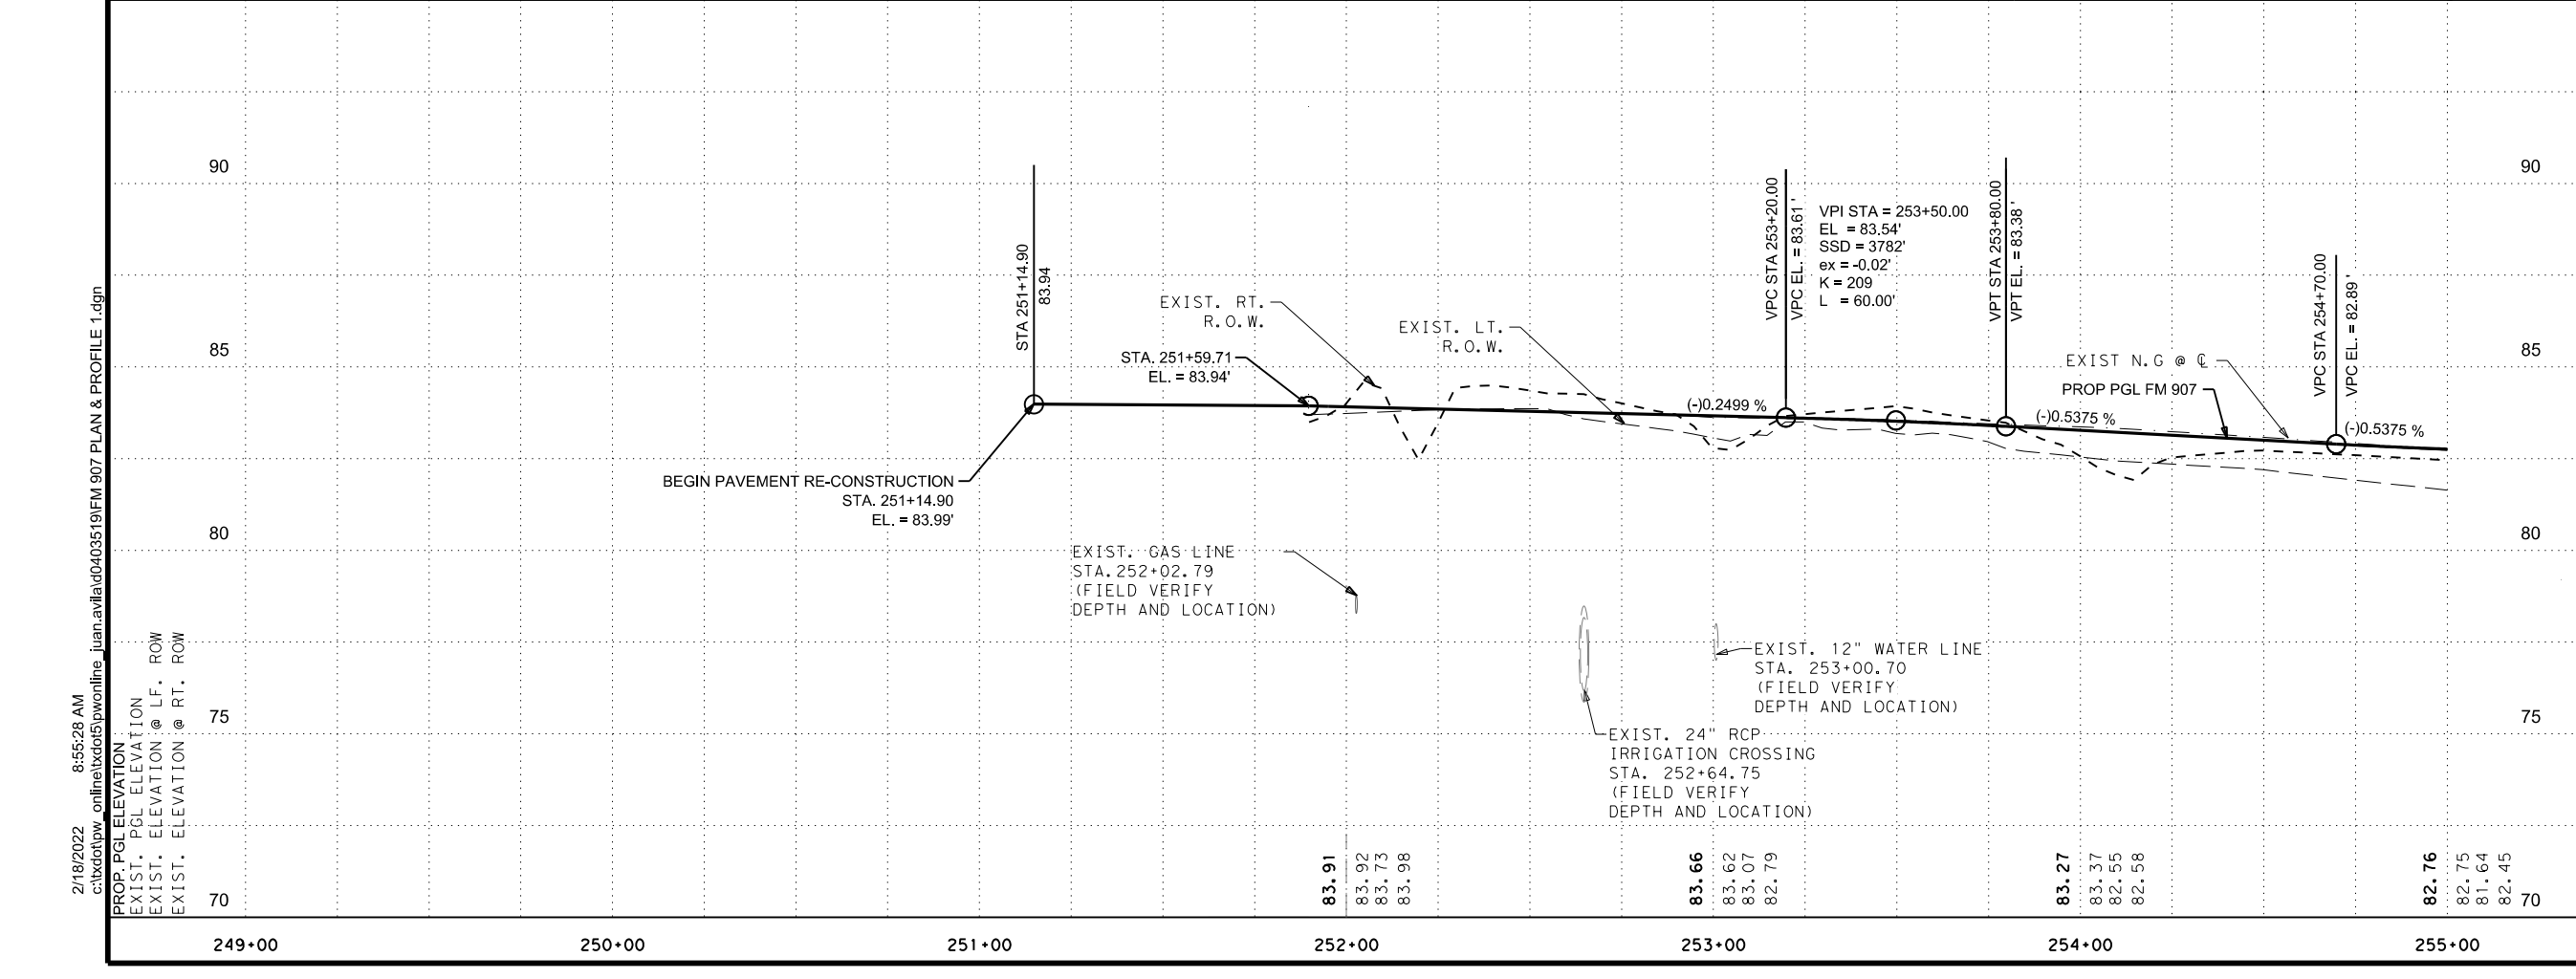 90
90
85
85
80
80
75
75
70
70
STA 251+14.90
83.94
EXIST. RT.
R.O.W.
STA. 251+59.71
EL. = 83.94'
EXIST. LT.
R.O.W.
(-)0.2499 %
VPC STA 253+20.00
VPC EL. = 83.61 '
VPI STA = 253+50.00
EL = 83.54'
SSD = 3782'
ex = -0.02'
K = 209
L = 60.00'
VPT STA 253+80.00
VPT EL. = 83.38 '
(-)0.5375 %
EXIST N.G @ ℄
PROP PGL FM 907
VPC STA 254+70.00
VPC EL. = 82.89 '
(-)0.5375 %
BEGIN PAVEMENT RE-CONSTRUCTION
STA. 251+14.90
EL. = 83.99'
EXIST. GAS LINE
STA.252+02.79
(FIELD VERIFY
DEPTH AND LOCATION)
EXIST. 12" WATER LINE
STA. 253+00.70
(FIELD VERIFY
DEPTH AND LOCATION)
EXIST. 24" RCP
IRRIGATION CROSSING
STA. 252+64.75
(FIELD VERIFY
DEPTH AND LOCATION)
2/18/2022 8:55:28 AM
c:\txdot\pw_online\txdot5\pwonline_juan.avila\d0403519\FM 907 PLAN & PROFILE 1.dgn
PROP. PGL ELEVATION
EXIST. PGL ELEVATION
EXIST. ELEVATION @ LF. ROW
EXIST. ELEVATION @ RT. ROW
83.91
83.92
83.73
83.98
83.66
83.62
83.07
82.79
83.27
83.37
82.55
82.58
82.76
82.75
81.64
82.45
249+00
250+00
251+00
252+00
253+00
254+00
255+00